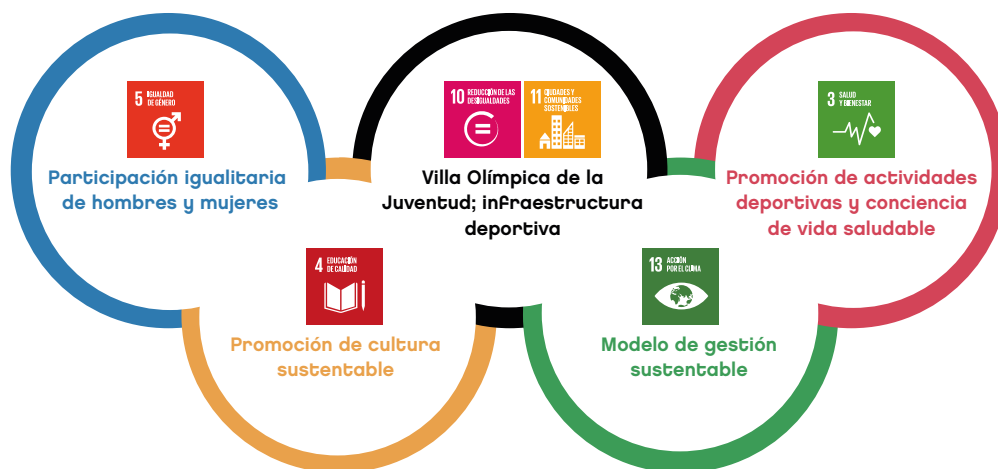 5 IGUALDAD
DE GÉNERO
Participación igualitaria
de hombres y mujeres
10 REDUCCIÓN DE LAS
DESIGUALDADES
11 CIUDADES Y
COMUNIDADES
SOSTENIBLES
Villa Olímpica de la
Juventud; infraestructura
deportiva
3 SALUD
Y BIENESTAR
Promoción de actividades
deportivas y conciencia
de vida saludable
4 EDUCACIÓN
DE CALIDAD
Promoción de cultura
sustentable
13 ACCIÓN
POR EL CLIMA
Modelo de gestión
sustentable